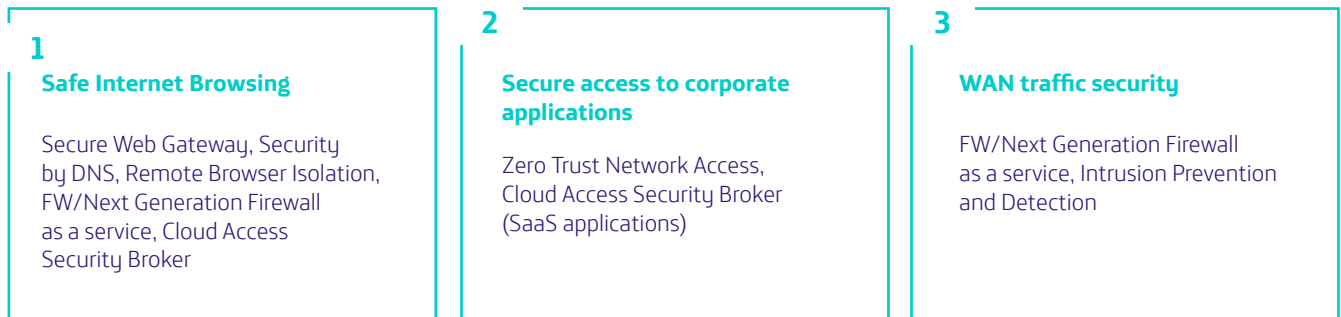 1
Safe Internet Browsing
Secure Web Gateway, Security
by DNS, Remote Browser Isolation,
FW/Next Generation Firewall
as a service, Cloud Access
Security Broker
2
Secure access to corporate
applications
Zero Trust Network Access,
Cloud Access Security Broker
(SaaS applications)
3
WAN traffic security
FW/Next Generation Firewall
as a service, Intrusion Prevention
and Detection